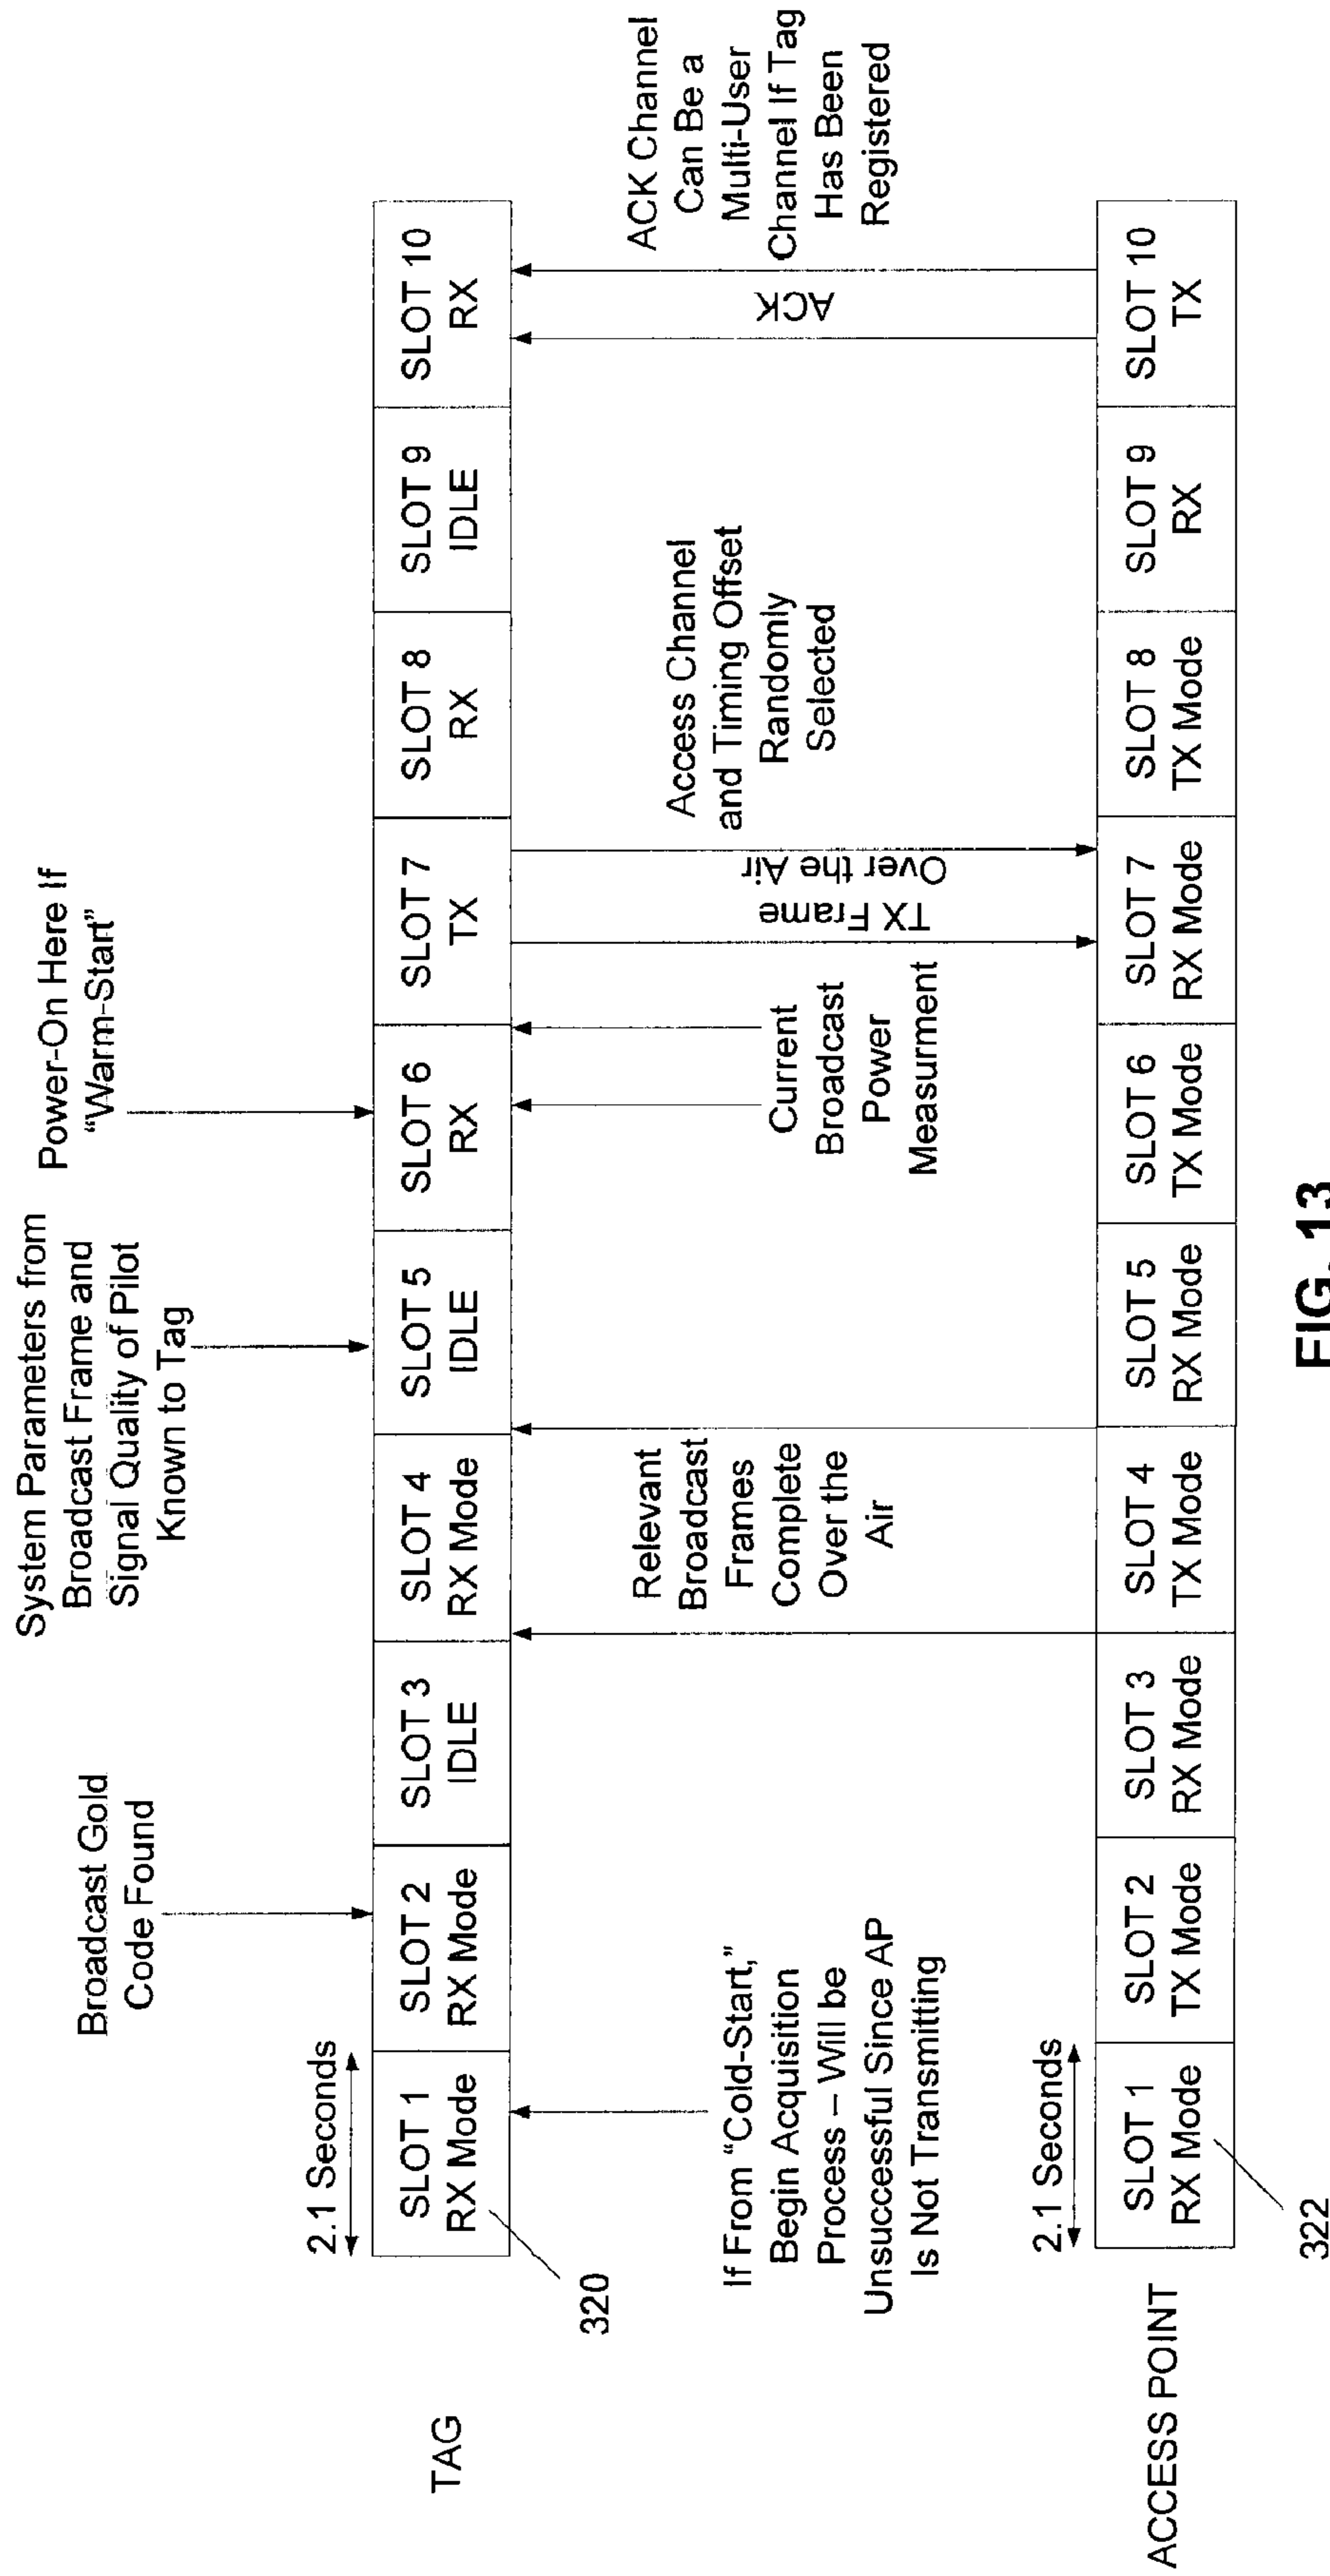 System Parameters from
Broadcast Frame and
Signal Quality of Pilot
Known to Tag
Power-On Here If
“Warm-Start”
Broadcast Gold
Code Found
2.1 Seconds
TAG
SLOT 1
RX Mode
SLOT 2
RX Mode
SLOT 3
IDLE
SLOT 4
RX Mode
SLOT 5
IDLE
SLOT 6
RX
SLOT 7
TX
SLOT 8
RX
SLOT 9
IDLE
SLOT 10
RX
320
If From “Cold-Start,”
Begin Acquisition
Process – Will be
Unsuccessful Since AP
Is Not Transmitting
Relevant
Broadcast
Frames
Complete
Over the
Air
Current
Broadcast
Power
Measurment
TX Frame
Over the Air
Access Channel
and Timing Offset
Randomly
Selected
ACK
ACK Channel
Can Be a
Multi-User
Channel If Tag
Has Been
Registered
2.1 Seconds
ACCESS POINT
SLOT 1
RX Mode
SLOT 2
TX Mode
SLOT 3
RX Mode
SLOT 4
TX Mode
SLOT 5
RX Mode
SLOT 6
TX Mode
SLOT 7
RX Mode
SLOT 8
TX Mode
SLOT 9
RX
SLOT 10
TX
322
FIG. 13